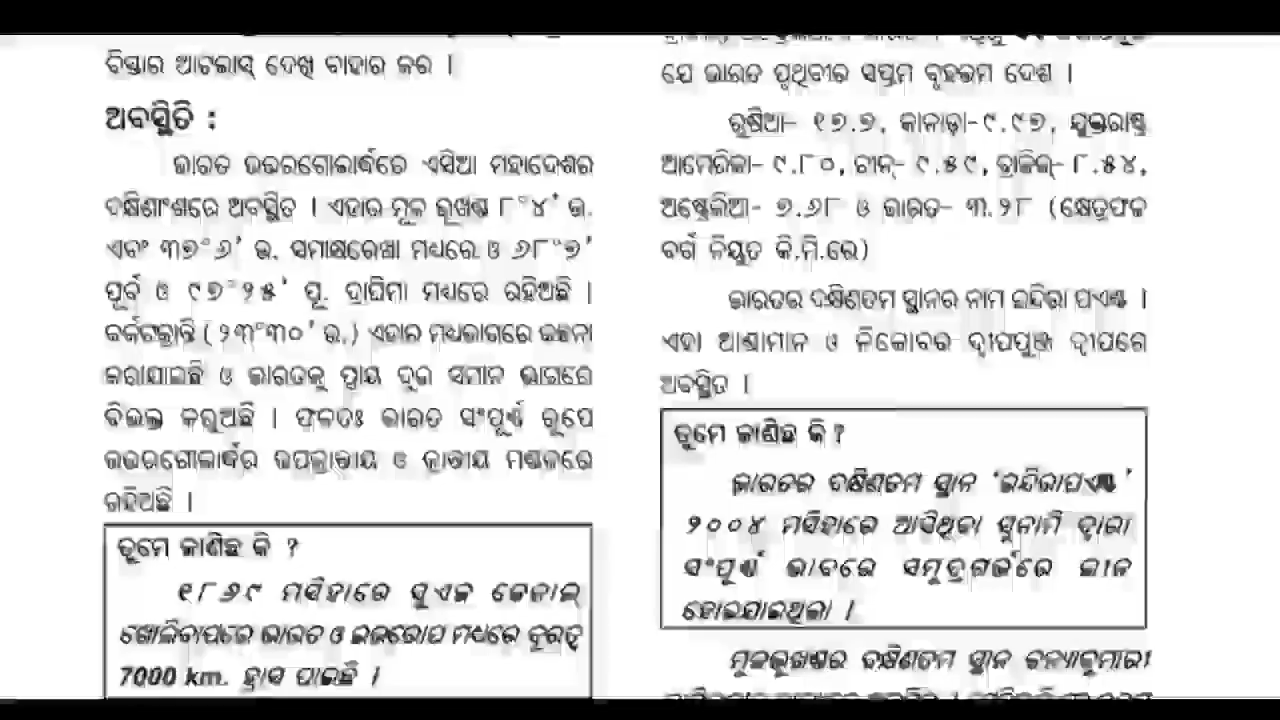 ବିସ୍ତାର ଆଟଲାସ୍ ଦେଖି ବାହାର କର ।
ଅବସ୍ଥିତି :
ଭାରତ ଉତ୍ତରଗୋଲାର୍ଦ୍ଧରେ ଏସିଆ ମହାଦେଶର
ଦକ୍ଷିଣାଂଶରେ ଅବସ୍ଥିତ । ଏହାର ମୂଳ ଭୂଖଣ୍ଡ ୮°୪' ଉ.
ଏବଂ ୩୭°୬' ଉ. ସମାକ୍ଷରେଖା ମଧ୍ୟରେ ଓ ୬୮°୭'
ପୂର୍ବ ଓ ୯୭°୨୫' ପୂ. ଦ୍ରାଘିମା ମଧ୍ୟରେ ରହିଅଛି ।
କର୍କଟକ୍ରାନ୍ତି (୨୩°୩୦' ଉ.) ଏହାର ମଧ୍ୟଭାଗରେ କଳ୍ପନା
କରାଯାଇଛି ଓ ଭାରତକୁ ପ୍ରାୟ ଦୁଇ ସମାନ ଭାଗରେ
ବିଭକ୍ତ କରୁଅଛି । ଫଳତଃ ଭାରତ ସଂପୂର୍ଣ୍ଣ ରୂପେ
ଉତ୍ତରଗୋଳାର୍ଦ୍ଧର ଉପକ୍ରାନ୍ତୀୟ ଓ କ୍ରାନ୍ତୀୟ ମଣ୍ଡଳରେ
ରହିଅଛି ।
ତୁମେ ଜାଣିଛ କି ?
୧୮୬୯ ମସିହାରେ ସୁଏଜ କେନାଲ୍
ଖୋଳିବାପରେ ଭାରତ ଓ ଇଉରୋପ ମଧ୍ୟରେ ଦୂରତ୍ୱ
7000 km. ହ୍ରାସ ପାଇଛି ।
ଯେ ଭାରତ ପୃଥିବୀର ସପ୍ତମ ବୃହତ୍ତମ ଦେଶ ।
ରୁଷିଆ- ୧୭.୭, କାନାଡ଼ା-୯.୯୭, ଯୁକ୍ତରାଷ୍ଟ୍ର
ଆମେରିକା- ୯.୮୦, ଚୀନ୍- ୯.୫୯, ବ୍ରାଜିଲ୍- ୮.୫୪,
ଅଷ୍ଟ୍ରେଲିଆ- ୭.୬୮ ଓ ଭାରତ- ୩.୨୮ (କ୍ଷେତ୍ରଫଳ
ବର୍ଗ ନିୟୁତ କି.ମି.ରେ)
ଭାରତର ଦକ୍ଷିଣତମ ସ୍ଥାନର ନାମ ଇନ୍ଦିରା ପଏଣ୍ଟ ।
ଏହା ଆଣ୍ଡାମାନ ଓ ନିକୋବର ଦ୍ୱୀପପୁଞ୍ଜ ଦ୍ୱୀପରେ
ଅବସ୍ଥିତ ।
ତୁମେ ଜାଣିଛ କି ?
ଭାରତର ଦକ୍ଷିଣତମ ସ୍ଥାନ 'ଇନ୍ଦିରାପଏଣ୍ଟ'
୨୦୦୪ ମସିହାରେ ଆସିଥିବା ସୁନାମି ଦ୍ୱାରା
ସଂପୂର୍ଣ୍ଣ ଭାବରେ ସମୁଦ୍ରଗର୍ଭରେ ଲୀନ
ହୋଇଯାଇଥିଲା ।
ମୂଳଭୂଖଣ୍ଡର ଦକ୍ଷିଣତମ ସ୍ଥାନ କନ୍ୟାକୁମାରୀ